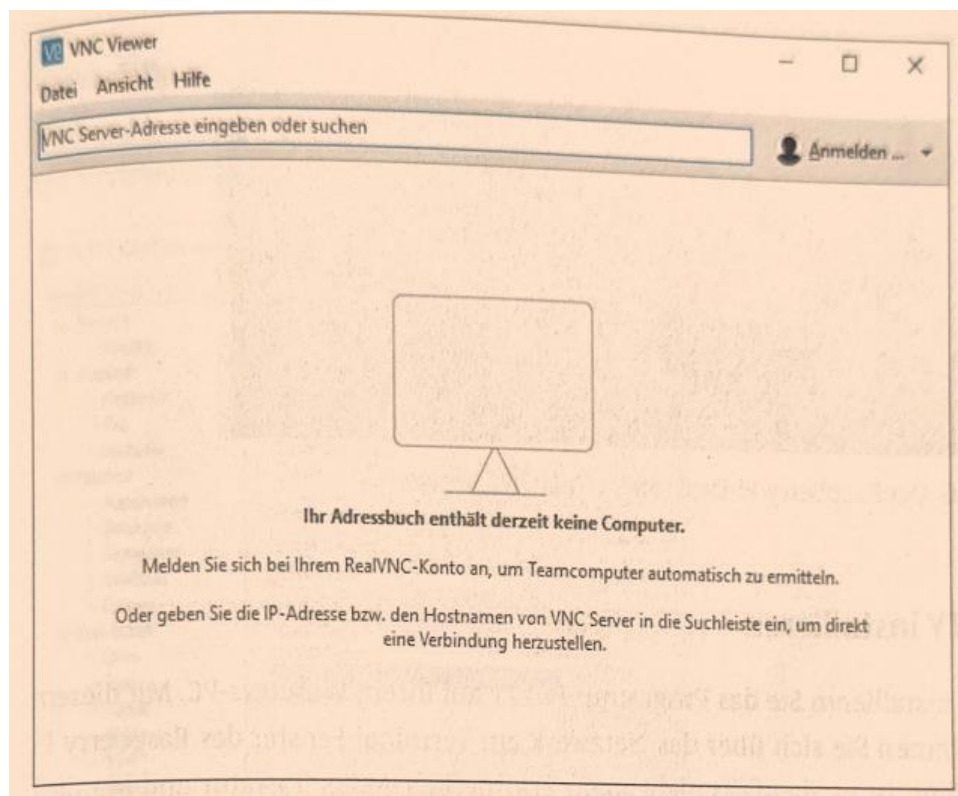 VNC Viewer
Datei Ansicht Hilfe
VNC Server-Adresse eingeben oder suchen
Anmelden ...
Ihr Adressbuch enthält derzeit keine Computer.
Melden Sie sich bei Ihrem RealVNC-Konto an, um Teamcomputer automatisch zu ermitteln.
Oder geben Sie die IP-Adresse bzw. den Hostnamen von VNC Server in die Suchleiste ein, um direkt
eine Verbindung herzustellen.